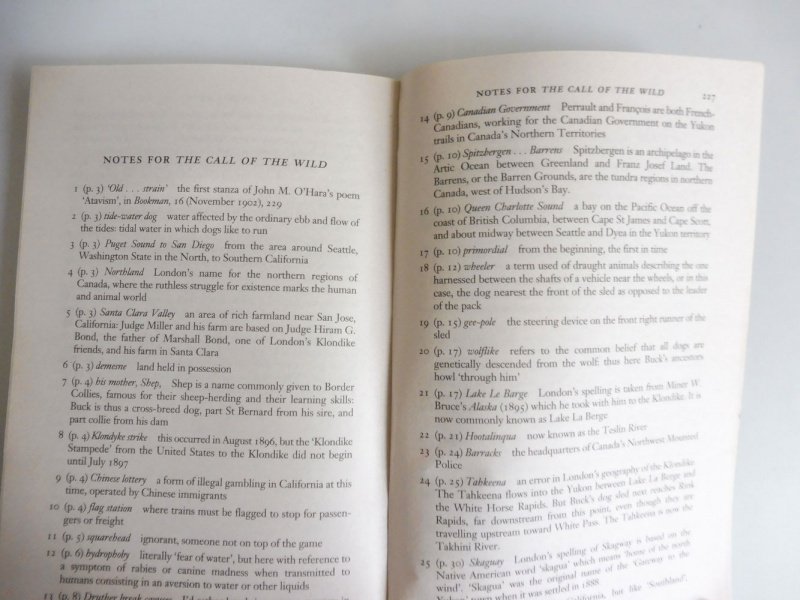 NOTES FOR THE CALL OF THE WILD
1 (p. 3) 'Old . . . strain' the first stanza of John M. O'Hara's poem
'Atavism', in Bookman, 16 (November 1902), 229
2 (p. 3) tide-water dog water affected by the ordinary ebb and flow of
the tides: tidal water in which dogs like to run
3 (p. 3) Puget Sound to San Diego from the area around Seattle,
Washington State in the North, to Southern California
4 (p. 3) Northland London's name for the northern regions of
Canada, where the ruthless struggle for existence marks the human
and animal world
5 (p. 3) Santa Clara Valley an area of rich farmland near San Jose,
California: Judge Miller and his farm are based on Judge Hiram G.
Bond, the father of Marshall Bond, one of London's Klondike
friends, and his farm in Santa Clara
6 (p. 3) demesne land held in possession
7 (p. 4) his mother, Shep, Shep is a name commonly given to Border
Collies, famous for their sheep-herding and their learning skills:
Buck is thus a cross-breed dog, part St Bernard from his sire, and
part collie from his dam
8 (p. 4) Klondyke strike this occurred in August 1896, but the 'Klondike
Stampede' from the United States to the Klondike did not begin
until July 1897
9 (p. 4) Chinese lottery a form of illegal gambling in California at this
time, operated by Chinese immigrants
10 (p. 4) flag station where trains must be flagged to stop for passen-
gers or freight
11 (p. 5) squarehead ignorant, someone not on top of the game
12 (p. 6) hydrophoby literally 'fear of water', but here with reference to
a symptom of rabies or canine madness when transmitted to
humans consisting in an aversion to water or other liquids
13 (p. 8) Druther break
NOTES FOR THE CALL OF THE WILD 227
14 (p. 9) Canadian Government Perrault and François are both French-
Canadians, working for the Canadian Government on the Yukon
trails in Canada's Northern Territories
15 (p. 10) Spitzbergen . . . Barrens Spitzbergen is an archipelago in the
Artic Ocean between Greenland and Franz Josef Land. The
Barrens, or the Barren Grounds, are the tundra regions in northern
Canada, west of Hudson's Bay.
16 (p. 10) Queen Charlotte Sound a bay on the Pacific Ocean off the
coast of British Columbia, between Cape St James and Cape Scott,
and about midway between Seattle and Dyea in the Yukon territory
17 (p. 10) primordial from the beginning, the first in time
18 (p. 12) wheeler a term used of draught animals describing the one
harnessed between the shafts of a vehicle near the wheels, or in this
case, the dog nearest the front of the sled as opposed to the leader
of the pack
19 (p. 15) gee-pole the steering device on the front right runner of the
sled
20 (p. 17) wolflike refers to the common belief that all dogs are
genetically descended from the wolf: thus here Buck's ancestors
howl 'through him'
21 (p. 17) Lake Le Barge London's spelling is taken from Miner W.
Bruce's Alaska (1895) which he took with him to the Klondike. It is
now commonly known as Lake La Berge
22 (p. 21) Hootalinqua now known as the Teslin River
23 (p. 24) Barracks the headquarters of Canada's Northwest Mounted
Police
24 (p. 25) Tahkeena an error in London's geography of the Klondike
The Tahkeena flows into the Yukon between Lake La Berge and
the White Horse Rapids. But Buck's dog sled next reaches Rink
Rapids, far downstream from this point, even though they are
travelling upstream toward White Pass. The Tahkeena is now the
Takhini River.
25 (p. 30) Skaguay London's spelling of Skagway is based on the
Native American word 'skagua' which means 'home of the north
wind'. 'Skagua' was the original name of the 'Gateway to the
Yukon' town when it was settled in 1888
California, but like 'Southland',